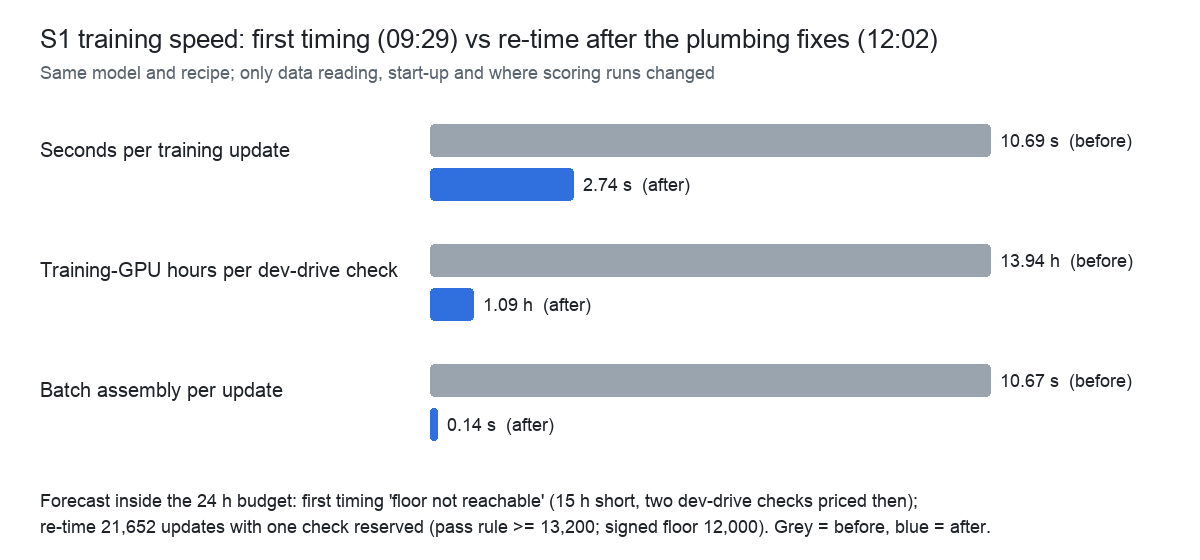 S1 training speed: first timing (09:29) vs re-time after the plumbing fixes (12:02)
Same model and recipe; only data reading, start-up and where scoring runs changed
Seconds per training update
10.69 s (before)
2.74 s (after)
Training-GPU hours per dev-drive check
13.94 h (before)
1.09 h (after)
Batch assembly per update
10.67 s (before)
0.14 s (after)
Forecast inside the 24 h budget: first timing 'floor not reachable' (15 h short, two dev-drive checks priced then);
re-time 21,652 updates with one check reserved (pass rule >= 13,200; signed floor 12,000). Grey = before, blue = after.